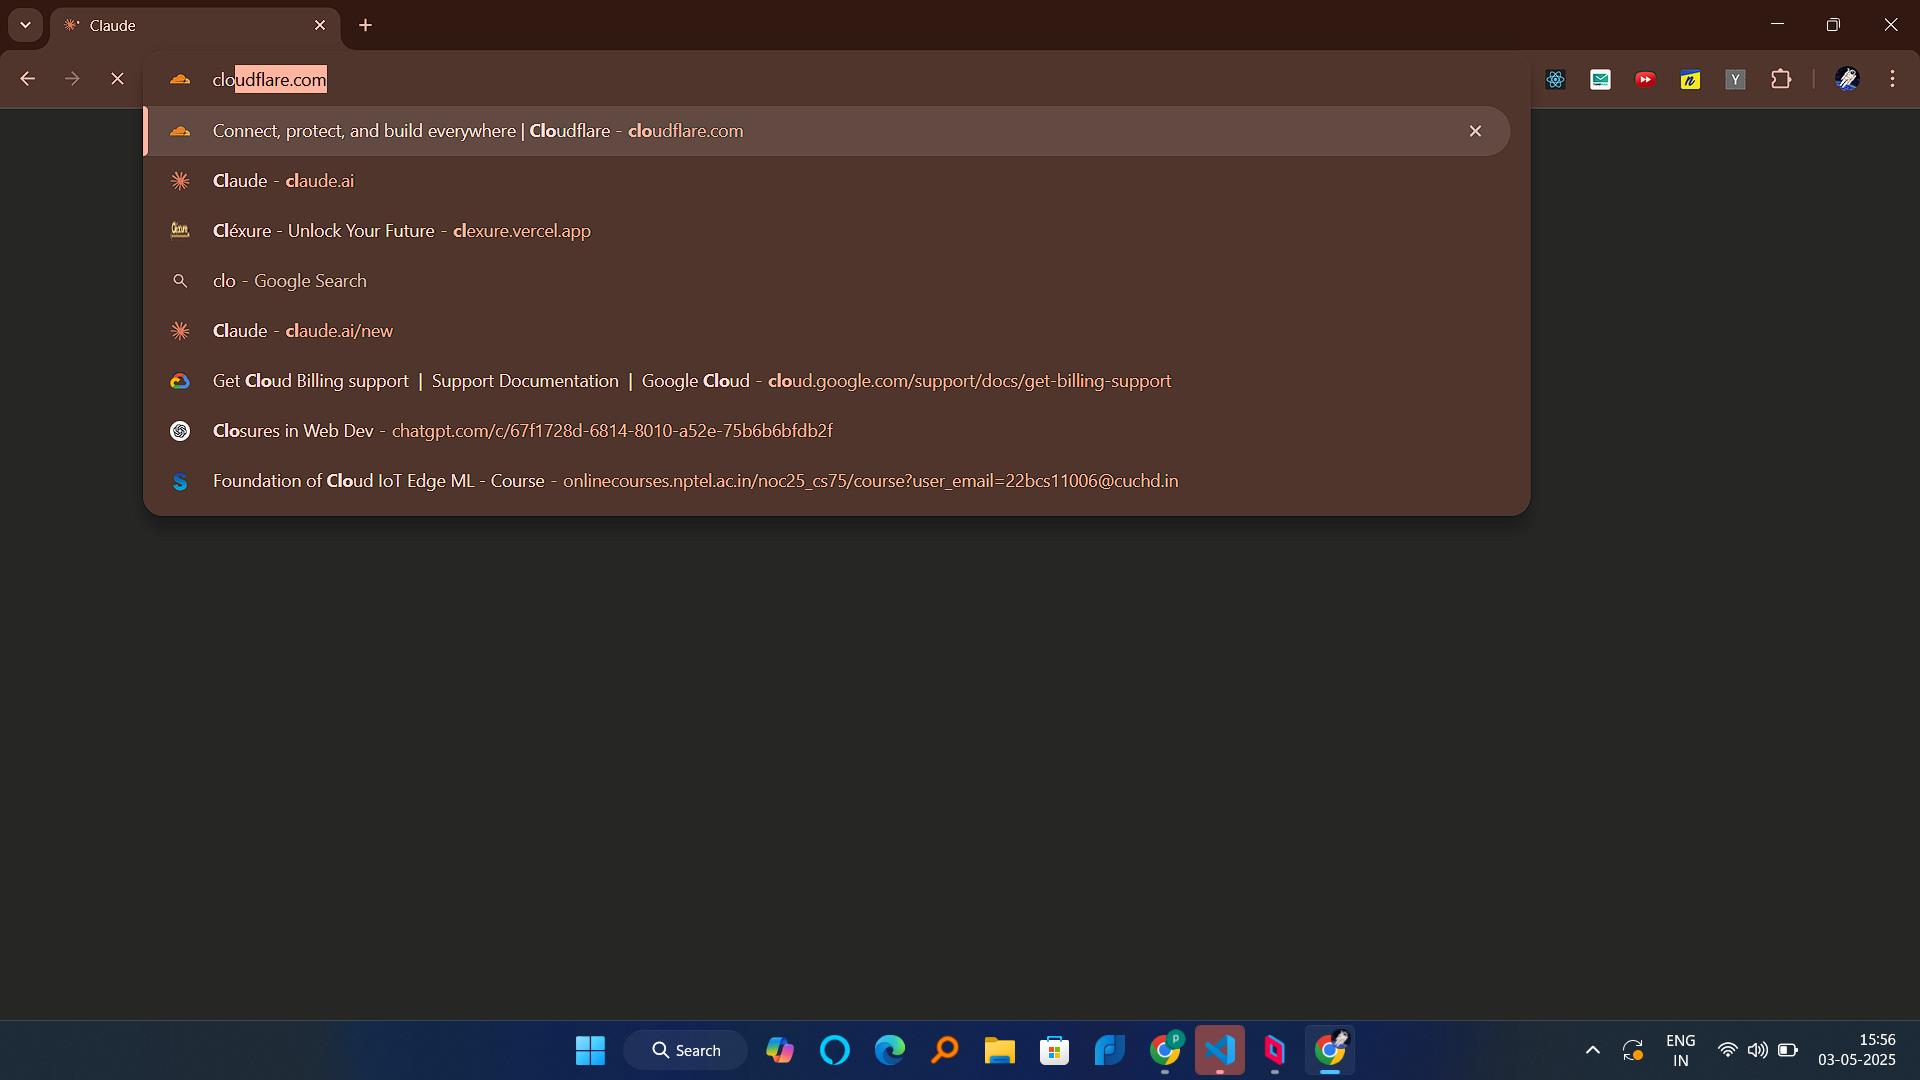 Claude
cloudflare.com
Connect, protect, and build everywhere | Cloudflare - cloudflare.com
Claude - claude.ai
Cléxure - Unlock Your Future - clexure.vercel.app
clo - Google Search
Claude - claude.ai/new
Get Cloud Billing support | Support Documentation | Google Cloud - cloud.google.com/support/docs/get-billing-support
Closures in Web Dev - chatgpt.com/c/67f1728d-6814-8010-a52e-75b6b6bfdb2f
Foundation of Cloud IoT Edge ML - Course - onlinecourses.nptel.ac.in/noc25_cs75/course?user_email=22bcs11006@cuchd.in
Search
ENG
IN
15:56
03-05-2025